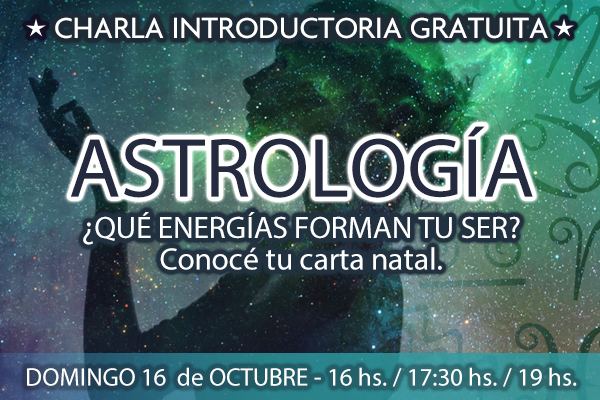 ★ CHARLA INTRODUCTORIA GRATUITA ★
ASTROLOGÍA
¿QUÉ ENERGÍAS FORMAN TU SER?
Conocé tu carta natal.
DOMINGO 16 de OCTUBRE - 16 hs. / 17:30 hs. / 19 hs.